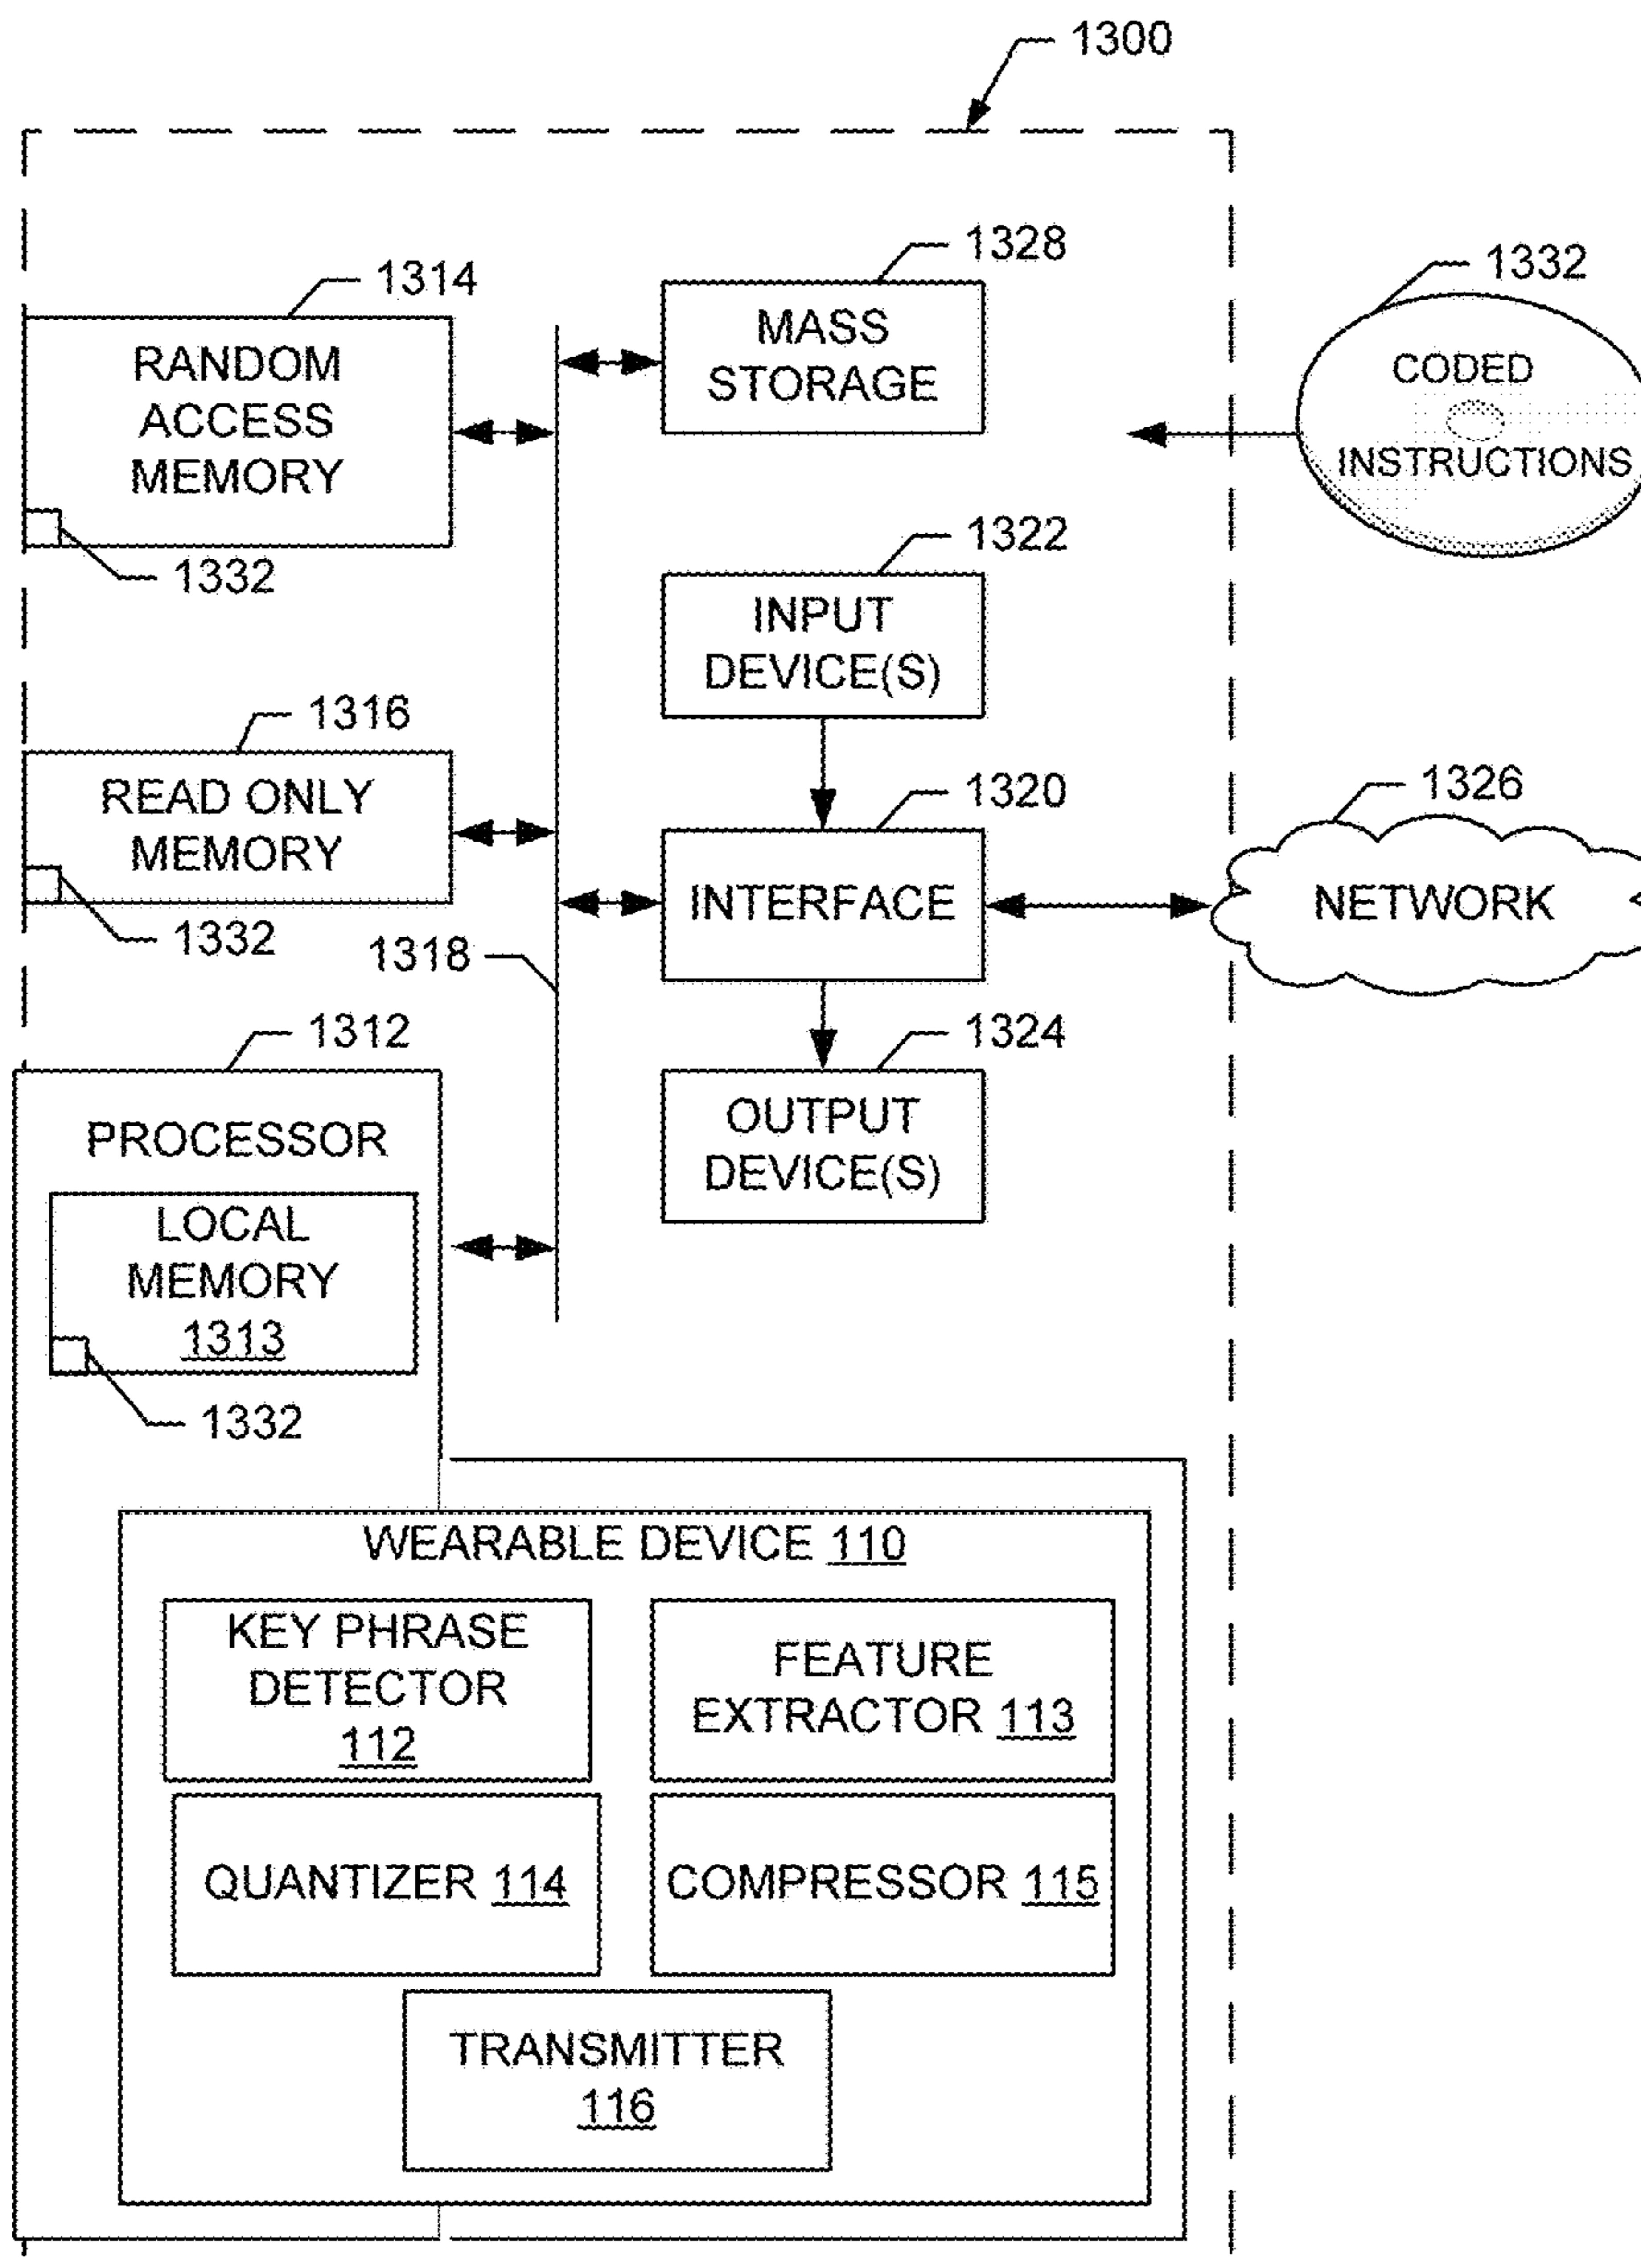 1300
1328
1314
1332
MASS
STORAGE
RANDOM
ACCESS
MEMORY
CODED
INSTRUCTIONS
1332
1322
INPUT
DEVICE(S)
1316
1320
1326
READ ONLY
MEMORY
INTERFACE
NETWORK
1332
1318
1312
1324
PROCESSOR
OUTPUT
DEVICE(S)
LOCAL
MEMORY
1313
1332
WEARABLE DEVICE 110
KEY PHRASE
DETECTOR
112
FEATURE
EXTRACTOR 113
QUANTIZER 114
COMPRESSOR 115
TRANSMITTER
116